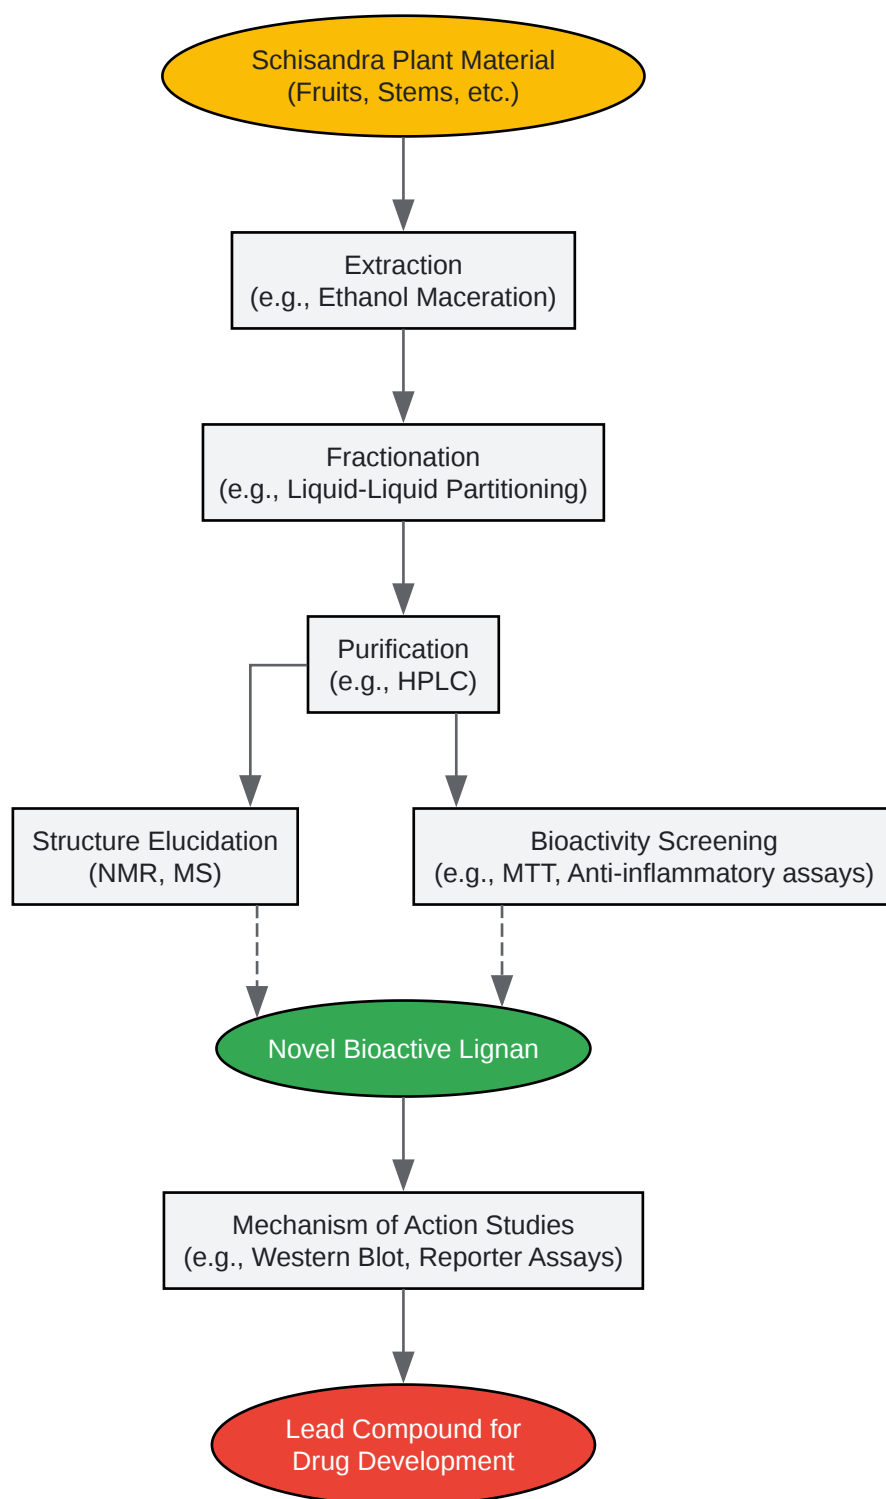 Schisandra Plant Material
(Fruits, Stems, etc.)
Extraction
(e.g., Ethanol Maceration)
Fractionation
(e.g., Liquid-Liquid Partitioning)
Purification
(e.g., HPLC)
Structure Elucidation
(NMR, MS)
Bioactivity Screening
(e.g., MTT, Anti-inflammatory assays)
Novel Bioactive Lignan
Mechanism of Action Studies
(e.g., Western Blot, Reporter Assays)
Lead Compound for
Drug Development